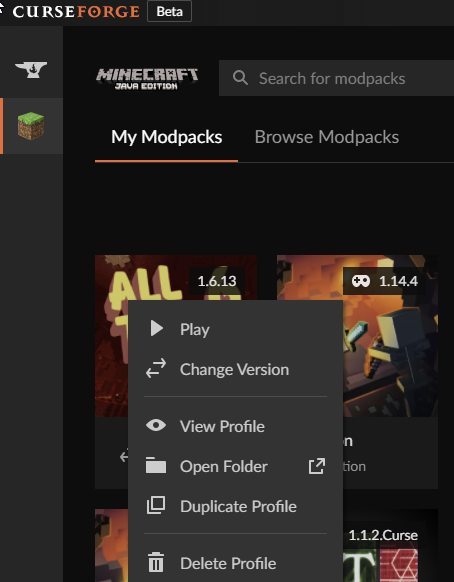 CURSEFORGE Beta
MINECRAFT
JAVA EDITION
Search for modpacks
My Modpacks Browse Modpacks
ALL
1.6.13
1.14.4
Play
Change Version
View Profile
Open Folder
Duplicate Profile
1.1.2.Curse
Delete Profile